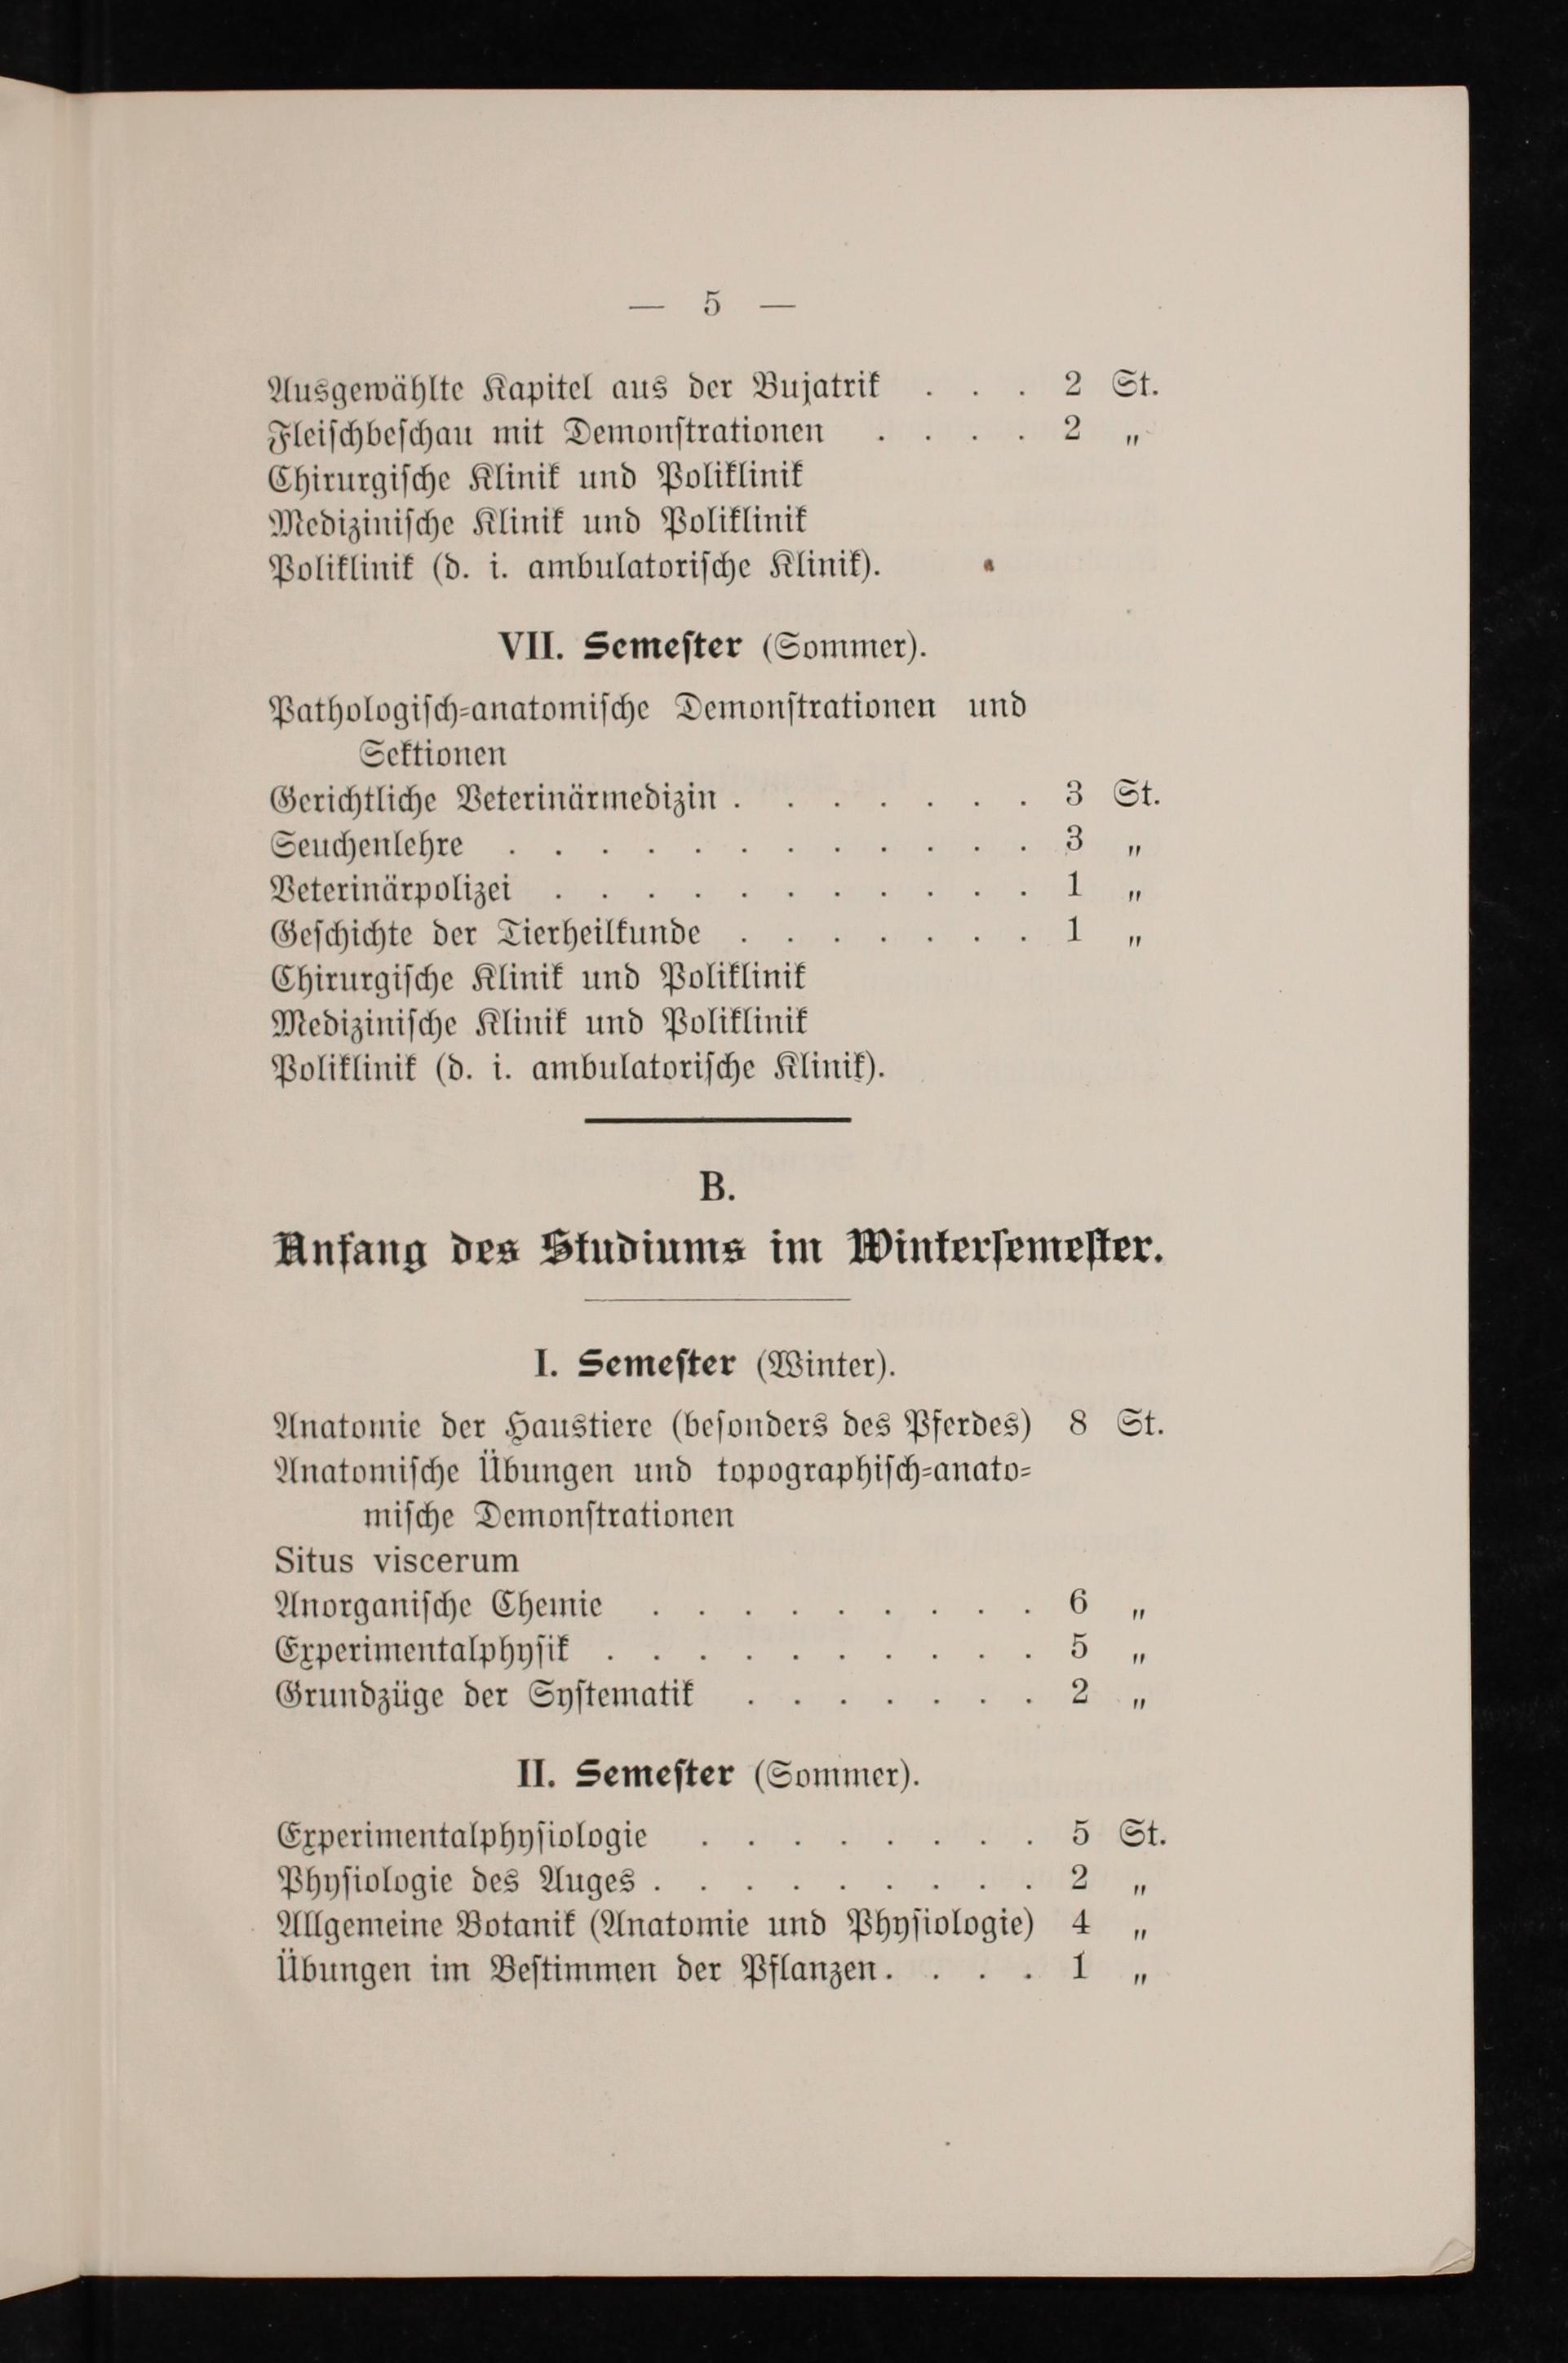 — 5 —
Ausgewählte Kapitel aus der Bujatrik . . . 2 St.
Fleiſchbeſchau mit Demonſtrationen . . . . 2 „
Chirurgiſche Klinik und Poliklinik
Mediziniſche Klinik und Poliklinik
Poliklinik (d. i. ambulatoriſche Klinik).
VII. Semeſter (Sommer).
Pathologiſch-anatomiſche Demonſtrationen und
Sektionen
Gerichtliche Veterinärmedizin . . . . . . . 3 St.
Seuchenlehre . . . . . . . . . . . . 3 „
Veterinärpolizei . . . . . . . . . . . 1 „
Geſchichte der Tierheilkunde . . . . . . . 1 „
Chirurgiſche Klinik und Poliklinik
Mediziniſche Klinik und Poliklinik
Poliklinik (d. i. ambulatoriſche Klinik).
B.
Anfang des Studiums im Winterſemeſter.
I. Semeſter (Winter).
Anatomie der Haustiere (beſonders des Pferdes) 8 St.
Anatomiſche Übungen und topographiſch-anato-
miſche Demonſtrationen
Situs viscerum
Anorganiſche Chemie . . . . . . . . . 6 „
Experimentalphyſik . . . . . . . . . . 5 „
Grundzüge der Syſtematik . . . . . . . 2 „
II. Semeſter (Sommer).
Experimentalphyſiologie . . . . . . . . 5 St.
Phyſiologie des Auges . . . . . . . . . 2 „
Allgemeine Botanik (Anatomie und Phyſiologie) 4 „
Übungen im Beſtimmen der Pflanzen . . . . 1 „